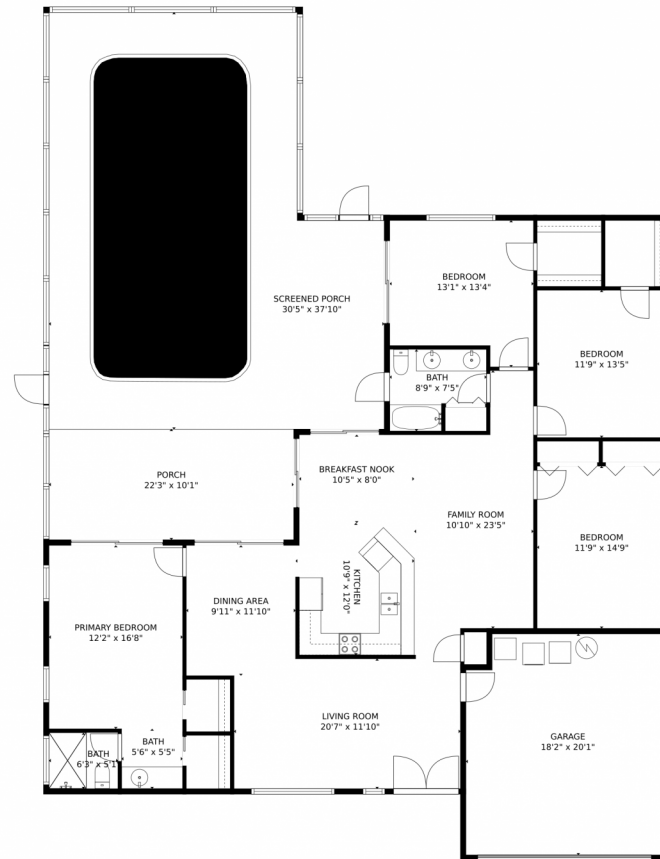 BEDROOM
13'1" x 13'4"
SCREENED PORCH
30'5" x 37'10"
BEDROOM
11'9" x 13'5"
BATH
8'9" x 7'5"
PORCH
22'3" x 10'1"
BREAKFAST NOOK
10'5" x 8'0"
FAMILY ROOM
10'10" x 23'5"
BEDROOM
11'9" x 14'9"
KITCHEN
10'9" x 12'0"
DINING AREA
9'11" x 11'10"
PRIMARY BEDROOM
12'2" x 16'8"
LIVING ROOM
20'7" x 11'10"
GARAGE
18'2" x 20'1"
BATH
5'6" x 5'5"
BATH
6'3" x 5'1"